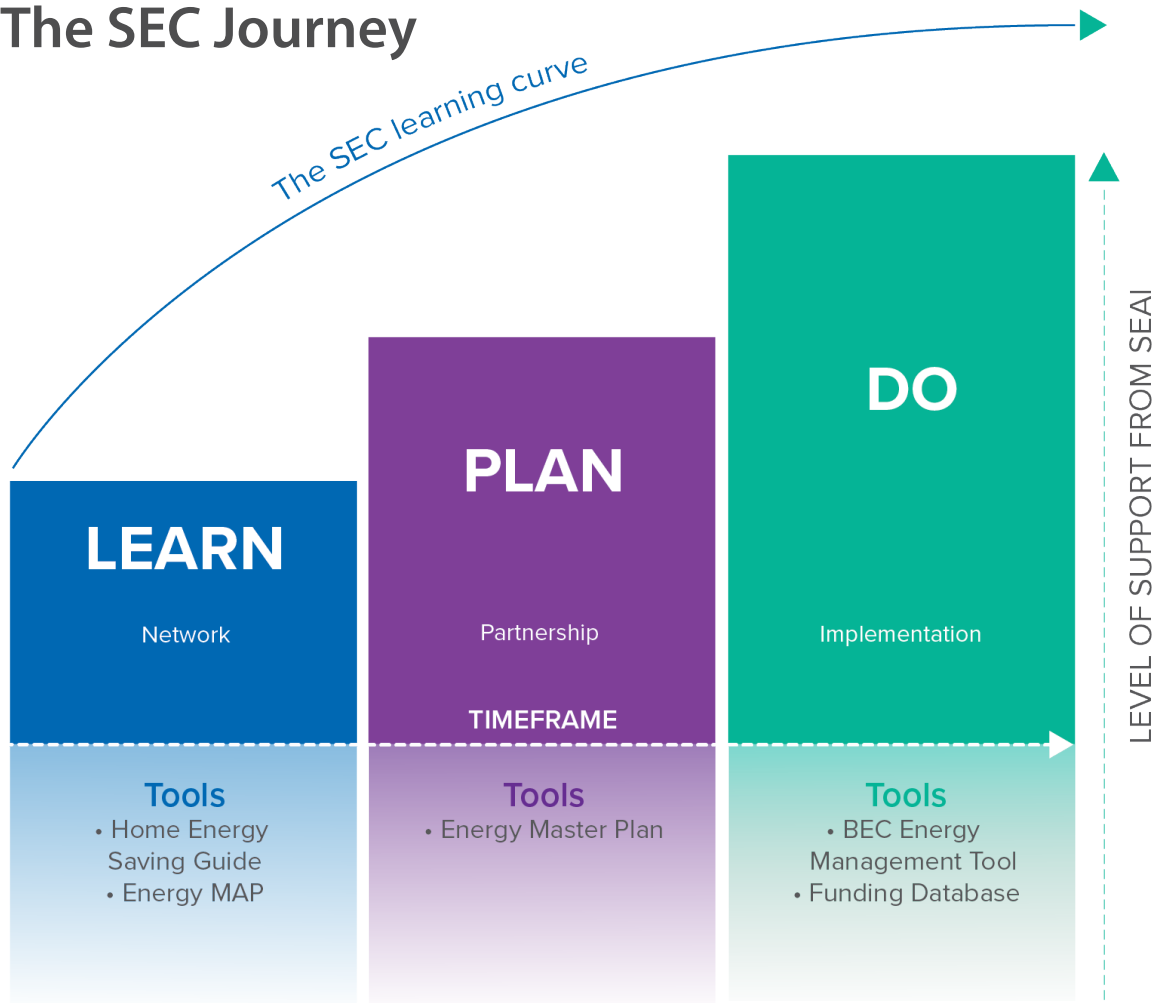 The SEC Journey
The SEC learning curve
LEARN
Network
PLAN
Partnership
TIMEFRAME
DO
Implementation
LEVEL OF SUPPORT FROM SEAI
Tools
• Home Energy
Saving Guide
• Energy MAP
Tools
• Energy Master Plan
Tools
• BEC Energy
Management Tool
• Funding Database